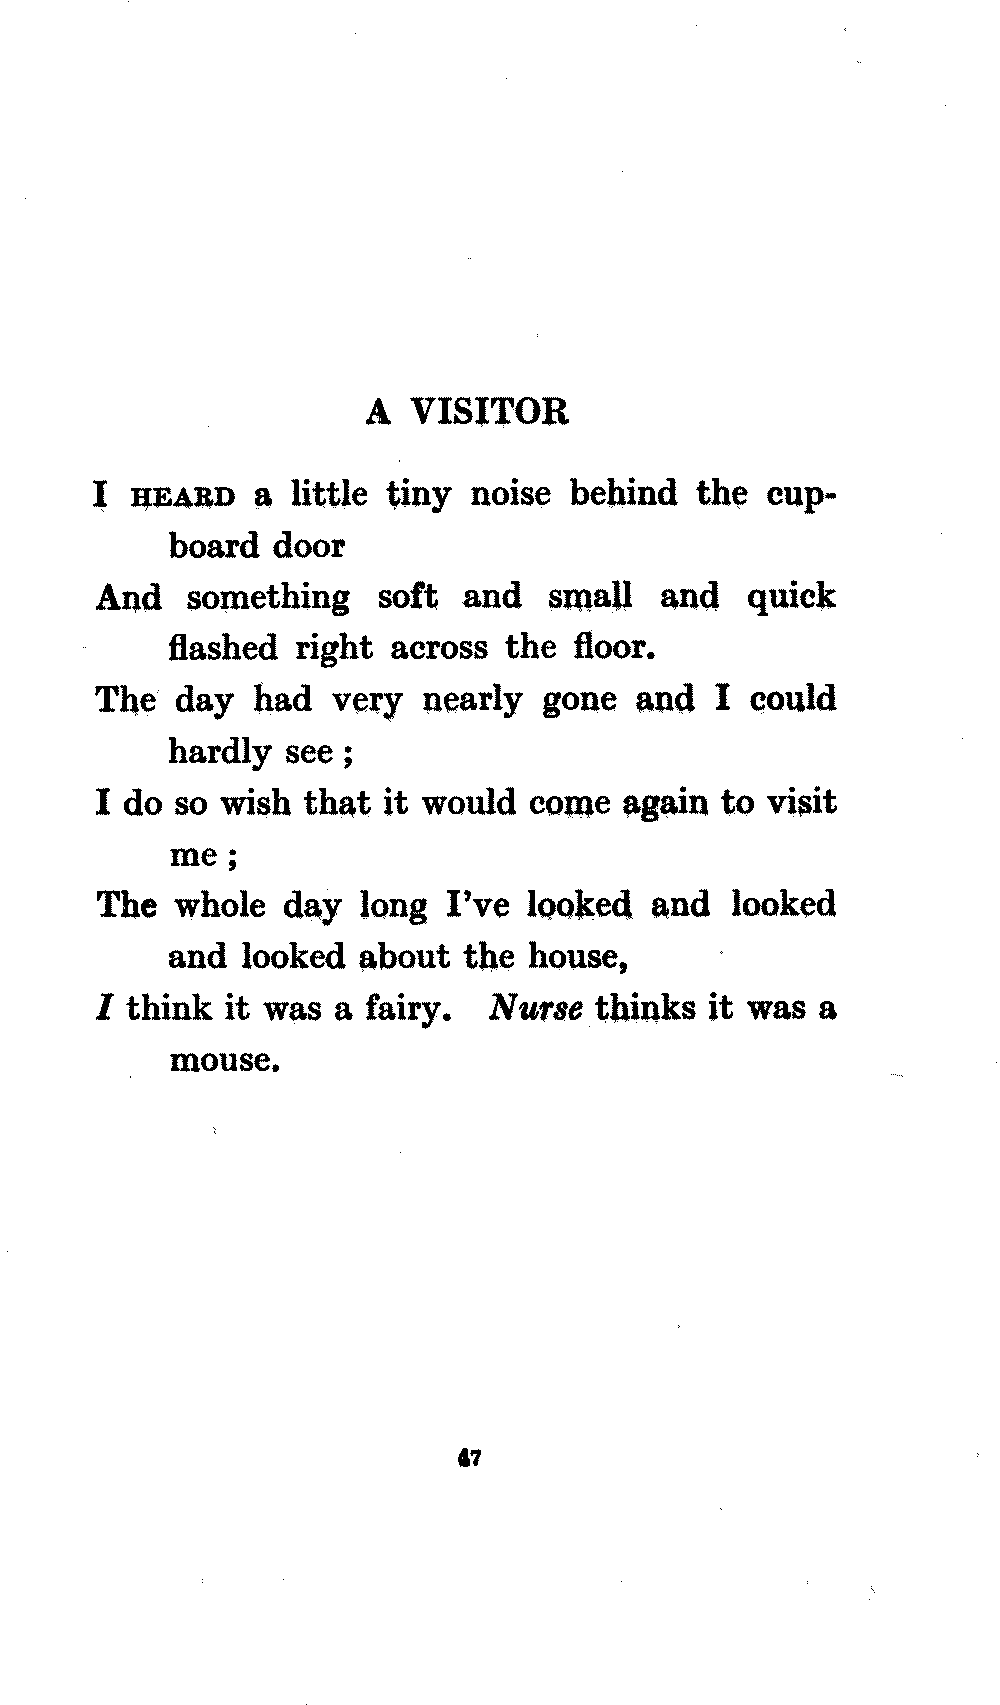 A VISITOR
I HEARD a little tiny noise behind the cup-
board door
And something soft and small and quick
flashed right across the floor.
The day had very nearly gone and I could
hardly see ;
I do so wish that it would come again to visit
me ;
The whole day long I've looked and looked
and looked about the house,
I think it was a fairy. Nurse thinks it was a
mouse.
47